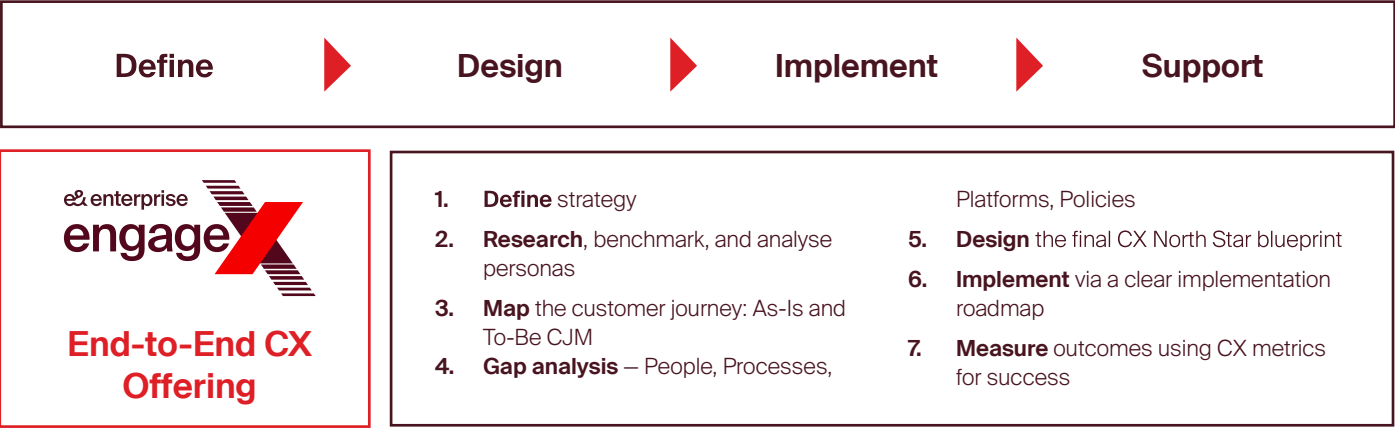 Define
Design
Implement
Support
e& enterprise
engageX
End-to-End CX
Offering
1. Define strategy
2. Research, benchmark, and analyse
personas
3. Map the customer journey: As-Is and
To-Be CJM
4. Gap analysis — People, Processes,
Platforms, Policies
5. Design the final CX North Star blueprint
6. Implement via a clear implementation
roadmap
7. Measure outcomes using CX metrics
for success